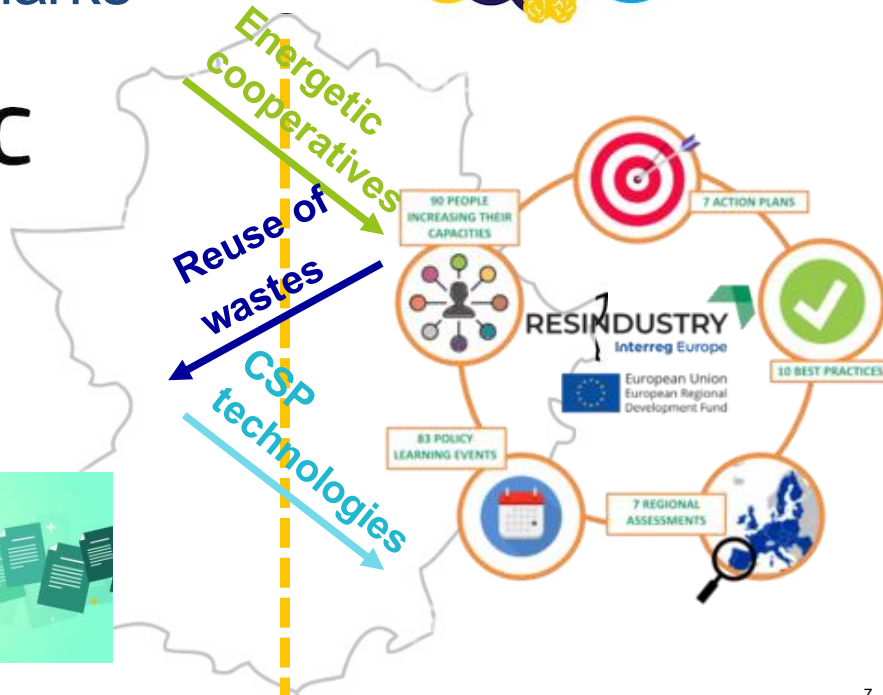 Energetic
cooperatives
Reuse of
wastes
CSP
technologies
90 PEOPLE
INCREASING THEIR
CAPACITIES
7 ACTION PLANS
10 BEST PRACTICES
7 REGIONAL
ASSESSMENTS
83 POLICY
LEARNING EVENTS
RESINDUSTRY
Interreg Europe
European Union
European Regional
Development Fund
7